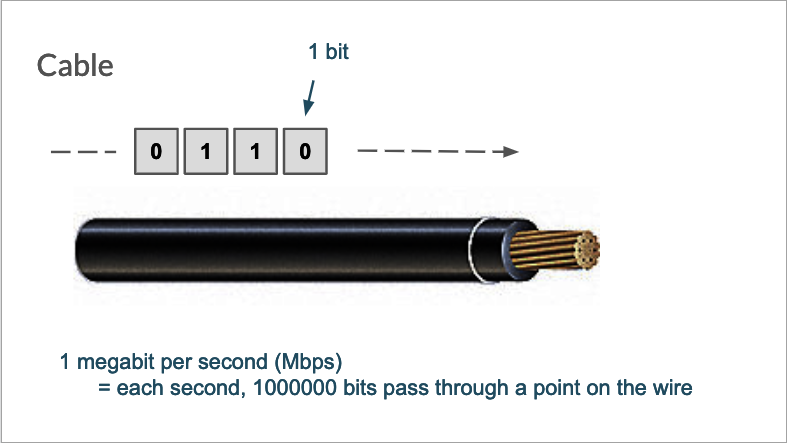 1 bit
Cable
0 1 1 0
1 megabit per second (Mbps)
= each second, 1000000 bits pass through a point on the wire